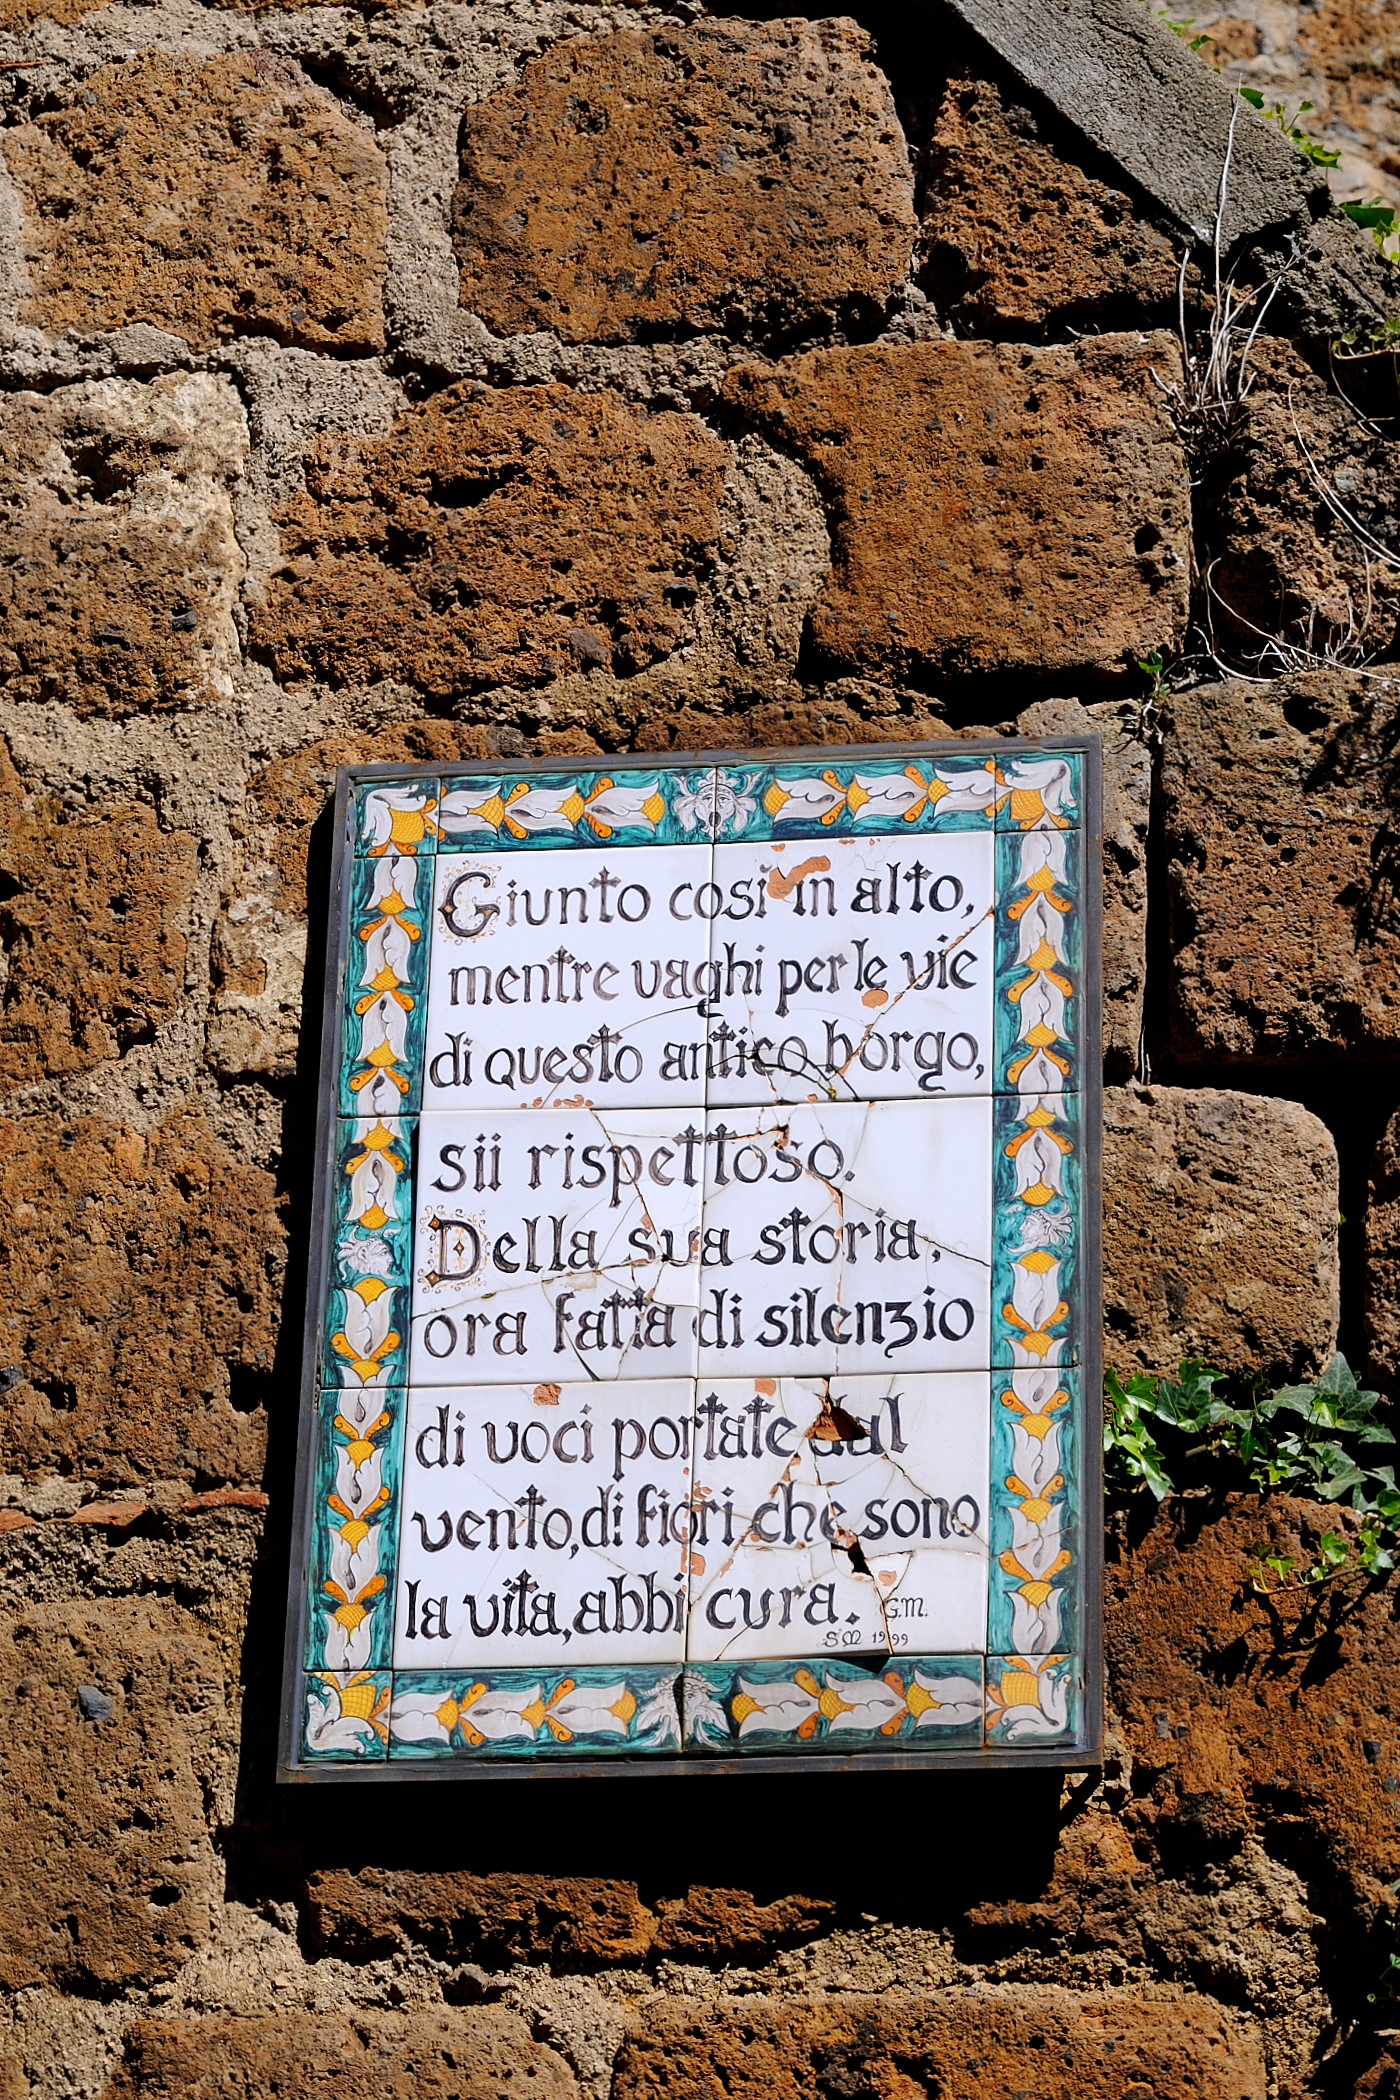 Giunto così in alto,
mentre vaghi per le vie
di questo antico borgo,
sii rispettoso.
Della sua storia,
ora fatta di silenzio
di voci portate dal
vento, di fiori che sono
la vita, abbi cura. G.M.
SM 1999